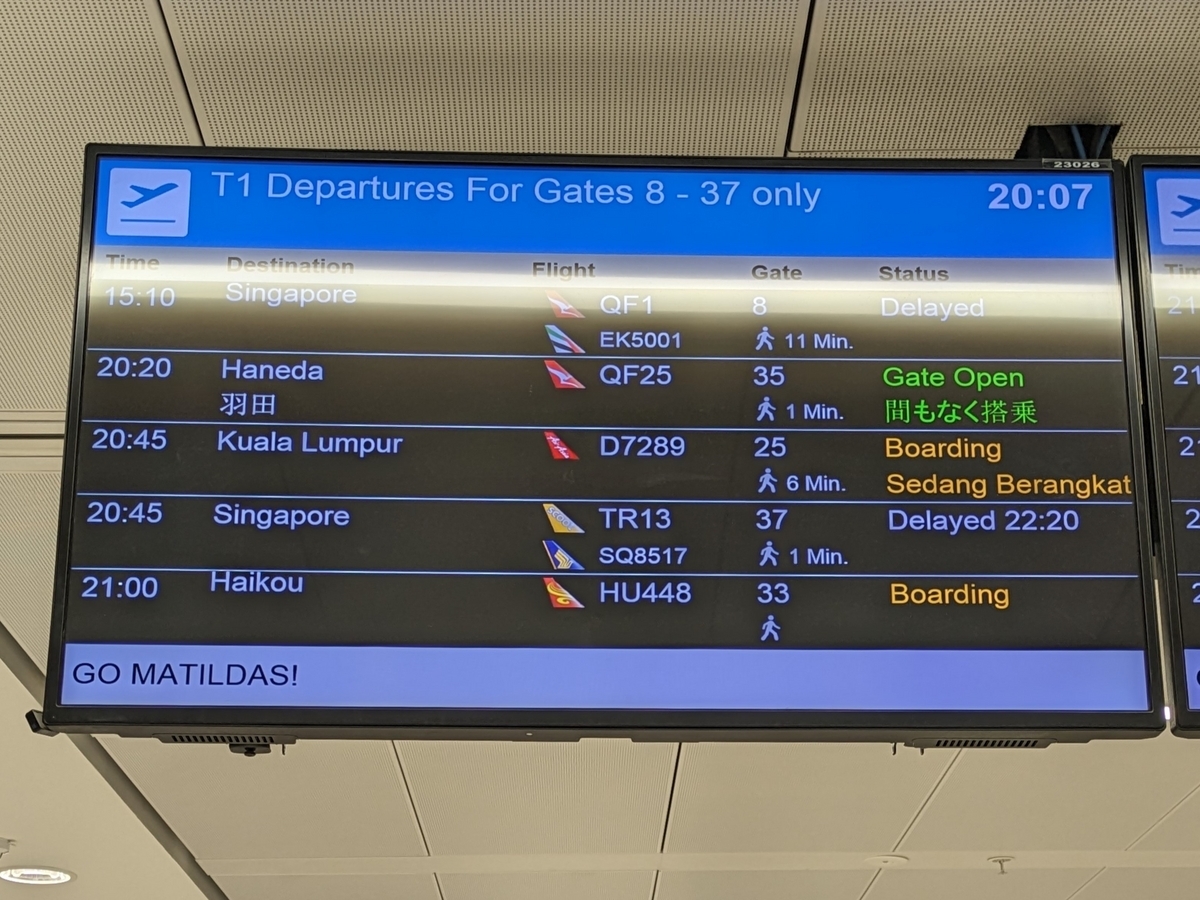 23026
T1 Departures For Gates 8 - 37 only 20:07
Time Destination Flight Gate Status
15:10 Singapore QF1 8 Delayed
EK5001 11 Min.
20:20 Haneda QF25 35 Gate Open
羽田 1 Min. 間もなく搭乗
20:45 Kuala Lumpur D7289 25 Boarding
6 Min. Sedang Berangkat
20:45 Singapore TR13 37 Delayed 22:20
SQ8517 1 Min.
21:00 Haikou HU448 33 Boarding
GO MATILDAS!